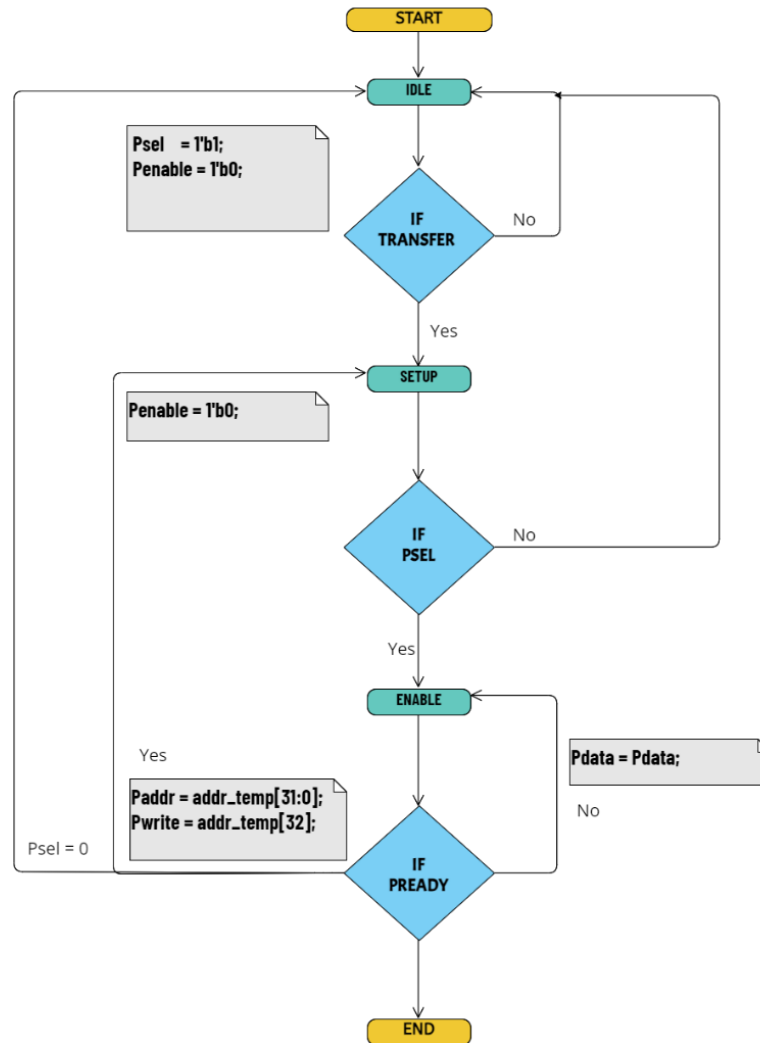 START
IDLE
Psel = 1'b1;
Penable = 1'b0;
IF
TRANSFER
No
Yes
SETUP
Penable = 1'b0;
IF
PSEL
No
Yes
ENABLE
Yes
Pdata = Pdata;
Paddr = addr_temp[31:0];
Pwrite = addr_temp[32];
No
Psel = 0
IF
PREADY
END